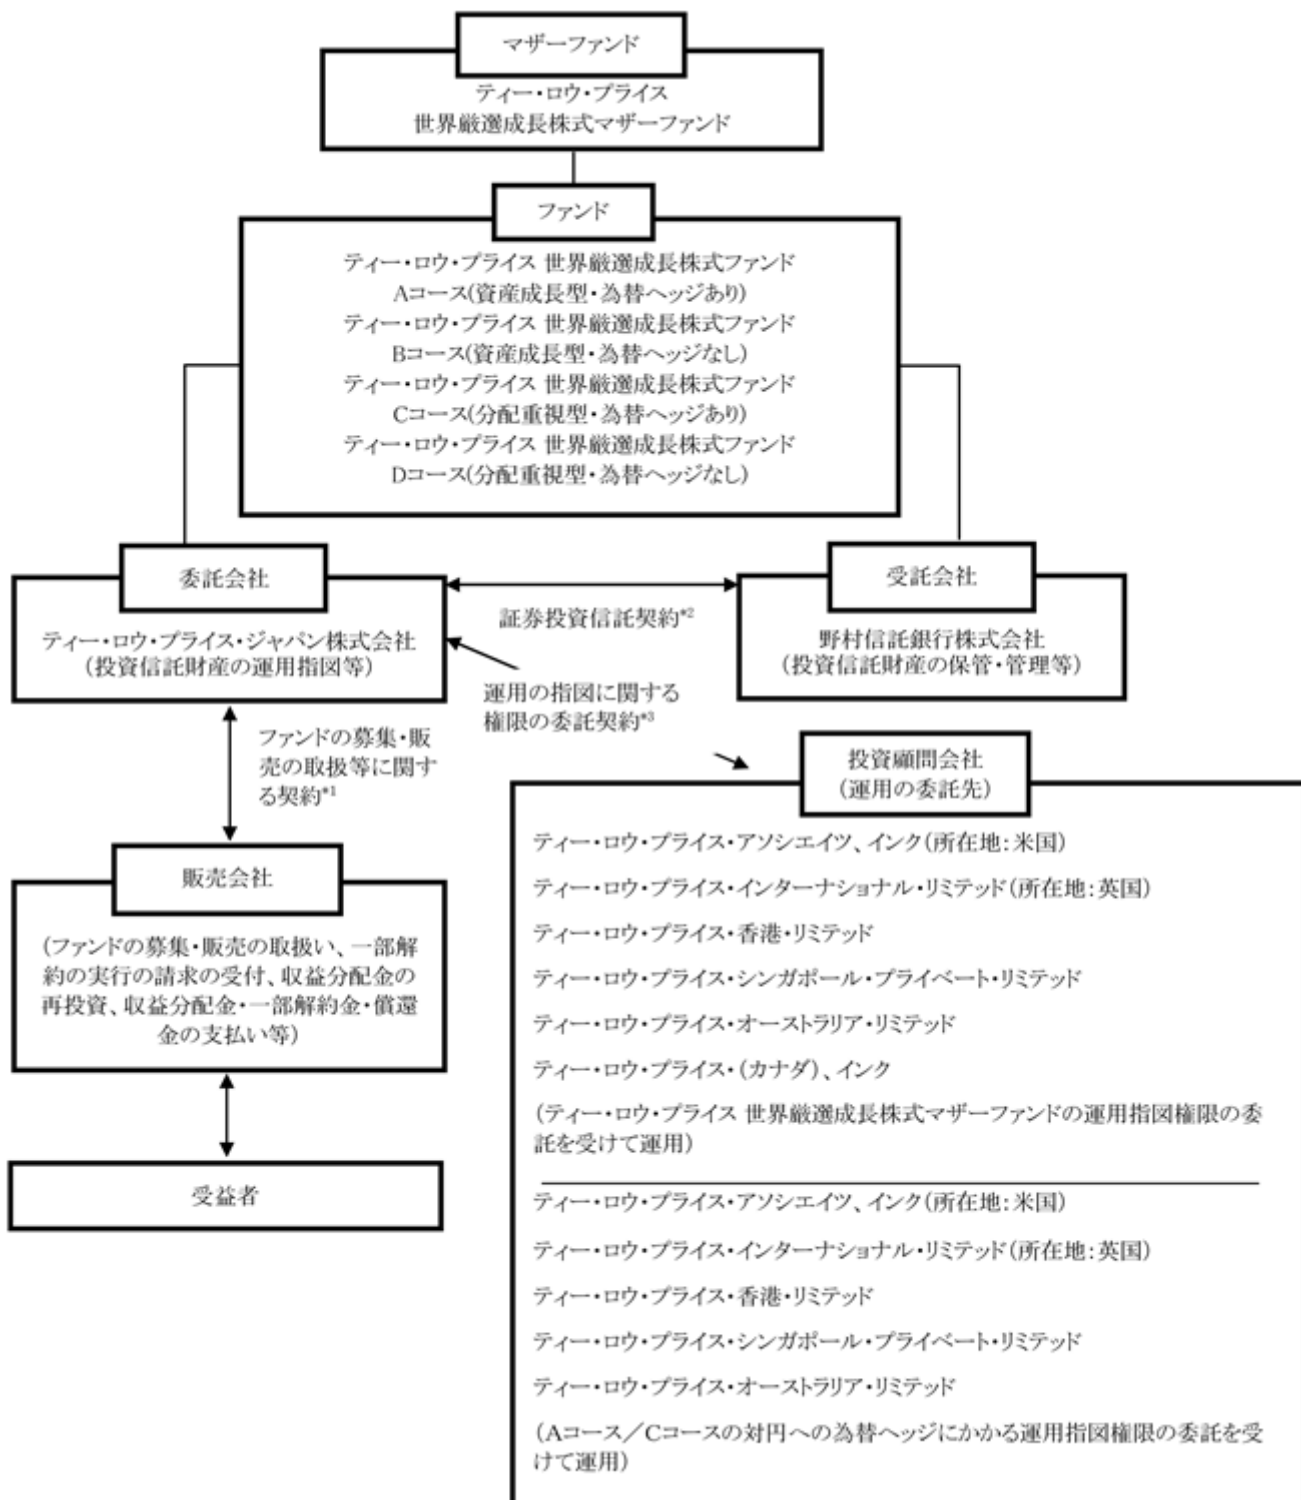 マザーファンド
ティー・ロウ・プライス
世界厳選成長株式マザーファンド
ファンド
ティー・ロウ・プライス 世界厳選成長株式ファンド
Aコース(資産成長型・為替ヘッジあり)
ティー・ロウ・プライス 世界厳選成長株式ファンド
Bコース(資産成長型・為替ヘッジなし)
ティー・ロウ・プライス 世界厳選成長株式ファンド
Cコース(分配重視型・為替ヘッジあり)
ティー・ロウ・プライス 世界厳選成長株式ファンド
Dコース(分配重視型・為替ヘッジなし)
委託会社
ティー・ロウ・プライス・ジャパン株式会社
(投資信託財産の運用指図等)
証券投資信託契約*2
受託会社
野村信託銀行株式会社
(投資信託財産の保管・管理等)
運用の指図に関する
権限の委託契約*3
ファンドの募集・販
売の取扱等に関す
る契約*1
販売会社
(ファンドの募集・販売の取扱い、一部解
約の実行の請求の受付、収益分配金の
再投資、収益分配金・一部解約金・償還
金の支払い等)
受益者
投資顧問会社
(運用の委託先)
ティー・ロウ・プライス・アソシエイツ、インク(所在地:米国)
ティー・ロウ・プライス・インターナショナル・リミテッド(所在地:英国)
ティー・ロウ・プライス・香港・リミテッド
ティー・ロウ・プライス・シンガポール・プライベート・リミテッド
ティー・ロウ・プライス・オーストラリア・リミテッド
ティー・ロウ・プライス・(カナダ)、インク
(ティー・ロウ・プライス 世界厳選成長株式マザーファンドの運用指図権限の委
託を受けて運用)
ティー・ロウ・プライス・アソシエイツ、インク(所在地:米国)
ティー・ロウ・プライス・インターナショナル・リミテッド(所在地:英国)
ティー・ロウ・プライス・香港・リミテッド
ティー・ロウ・プライス・シンガポール・プライベート・リミテッド
ティー・ロウ・プライス・オーストラリア・リミテッド
(Aコース/Cコースの対円への為替ヘッジにかかる運用指図権限の委託を受
けて運用)